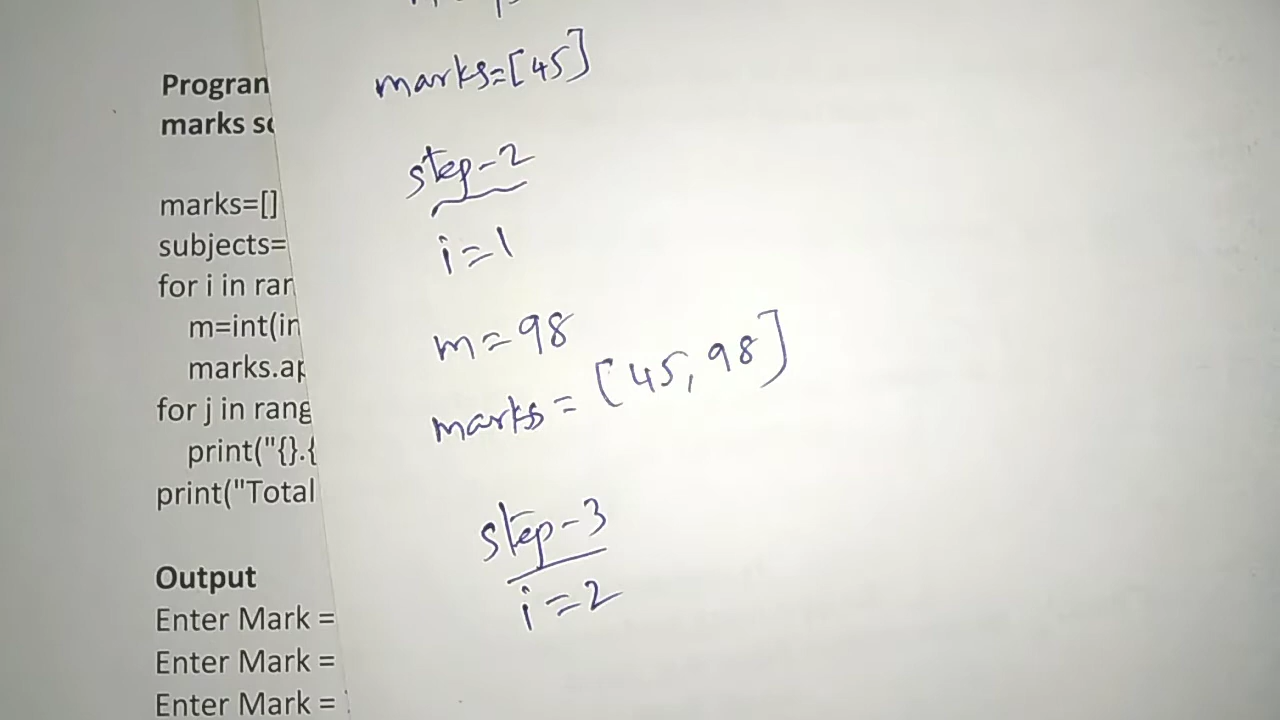 Progran
marks sc
marks=[]
subjects=
for i in ran
m=int(in
marks.ap
for j in rang
print("{}.{
print("Total
Output
Enter Mark =
Enter Mark =
Enter Mark =
marks=[45]
step-2
i=1
m=98
marks = [45, 98]
step-3
i=2